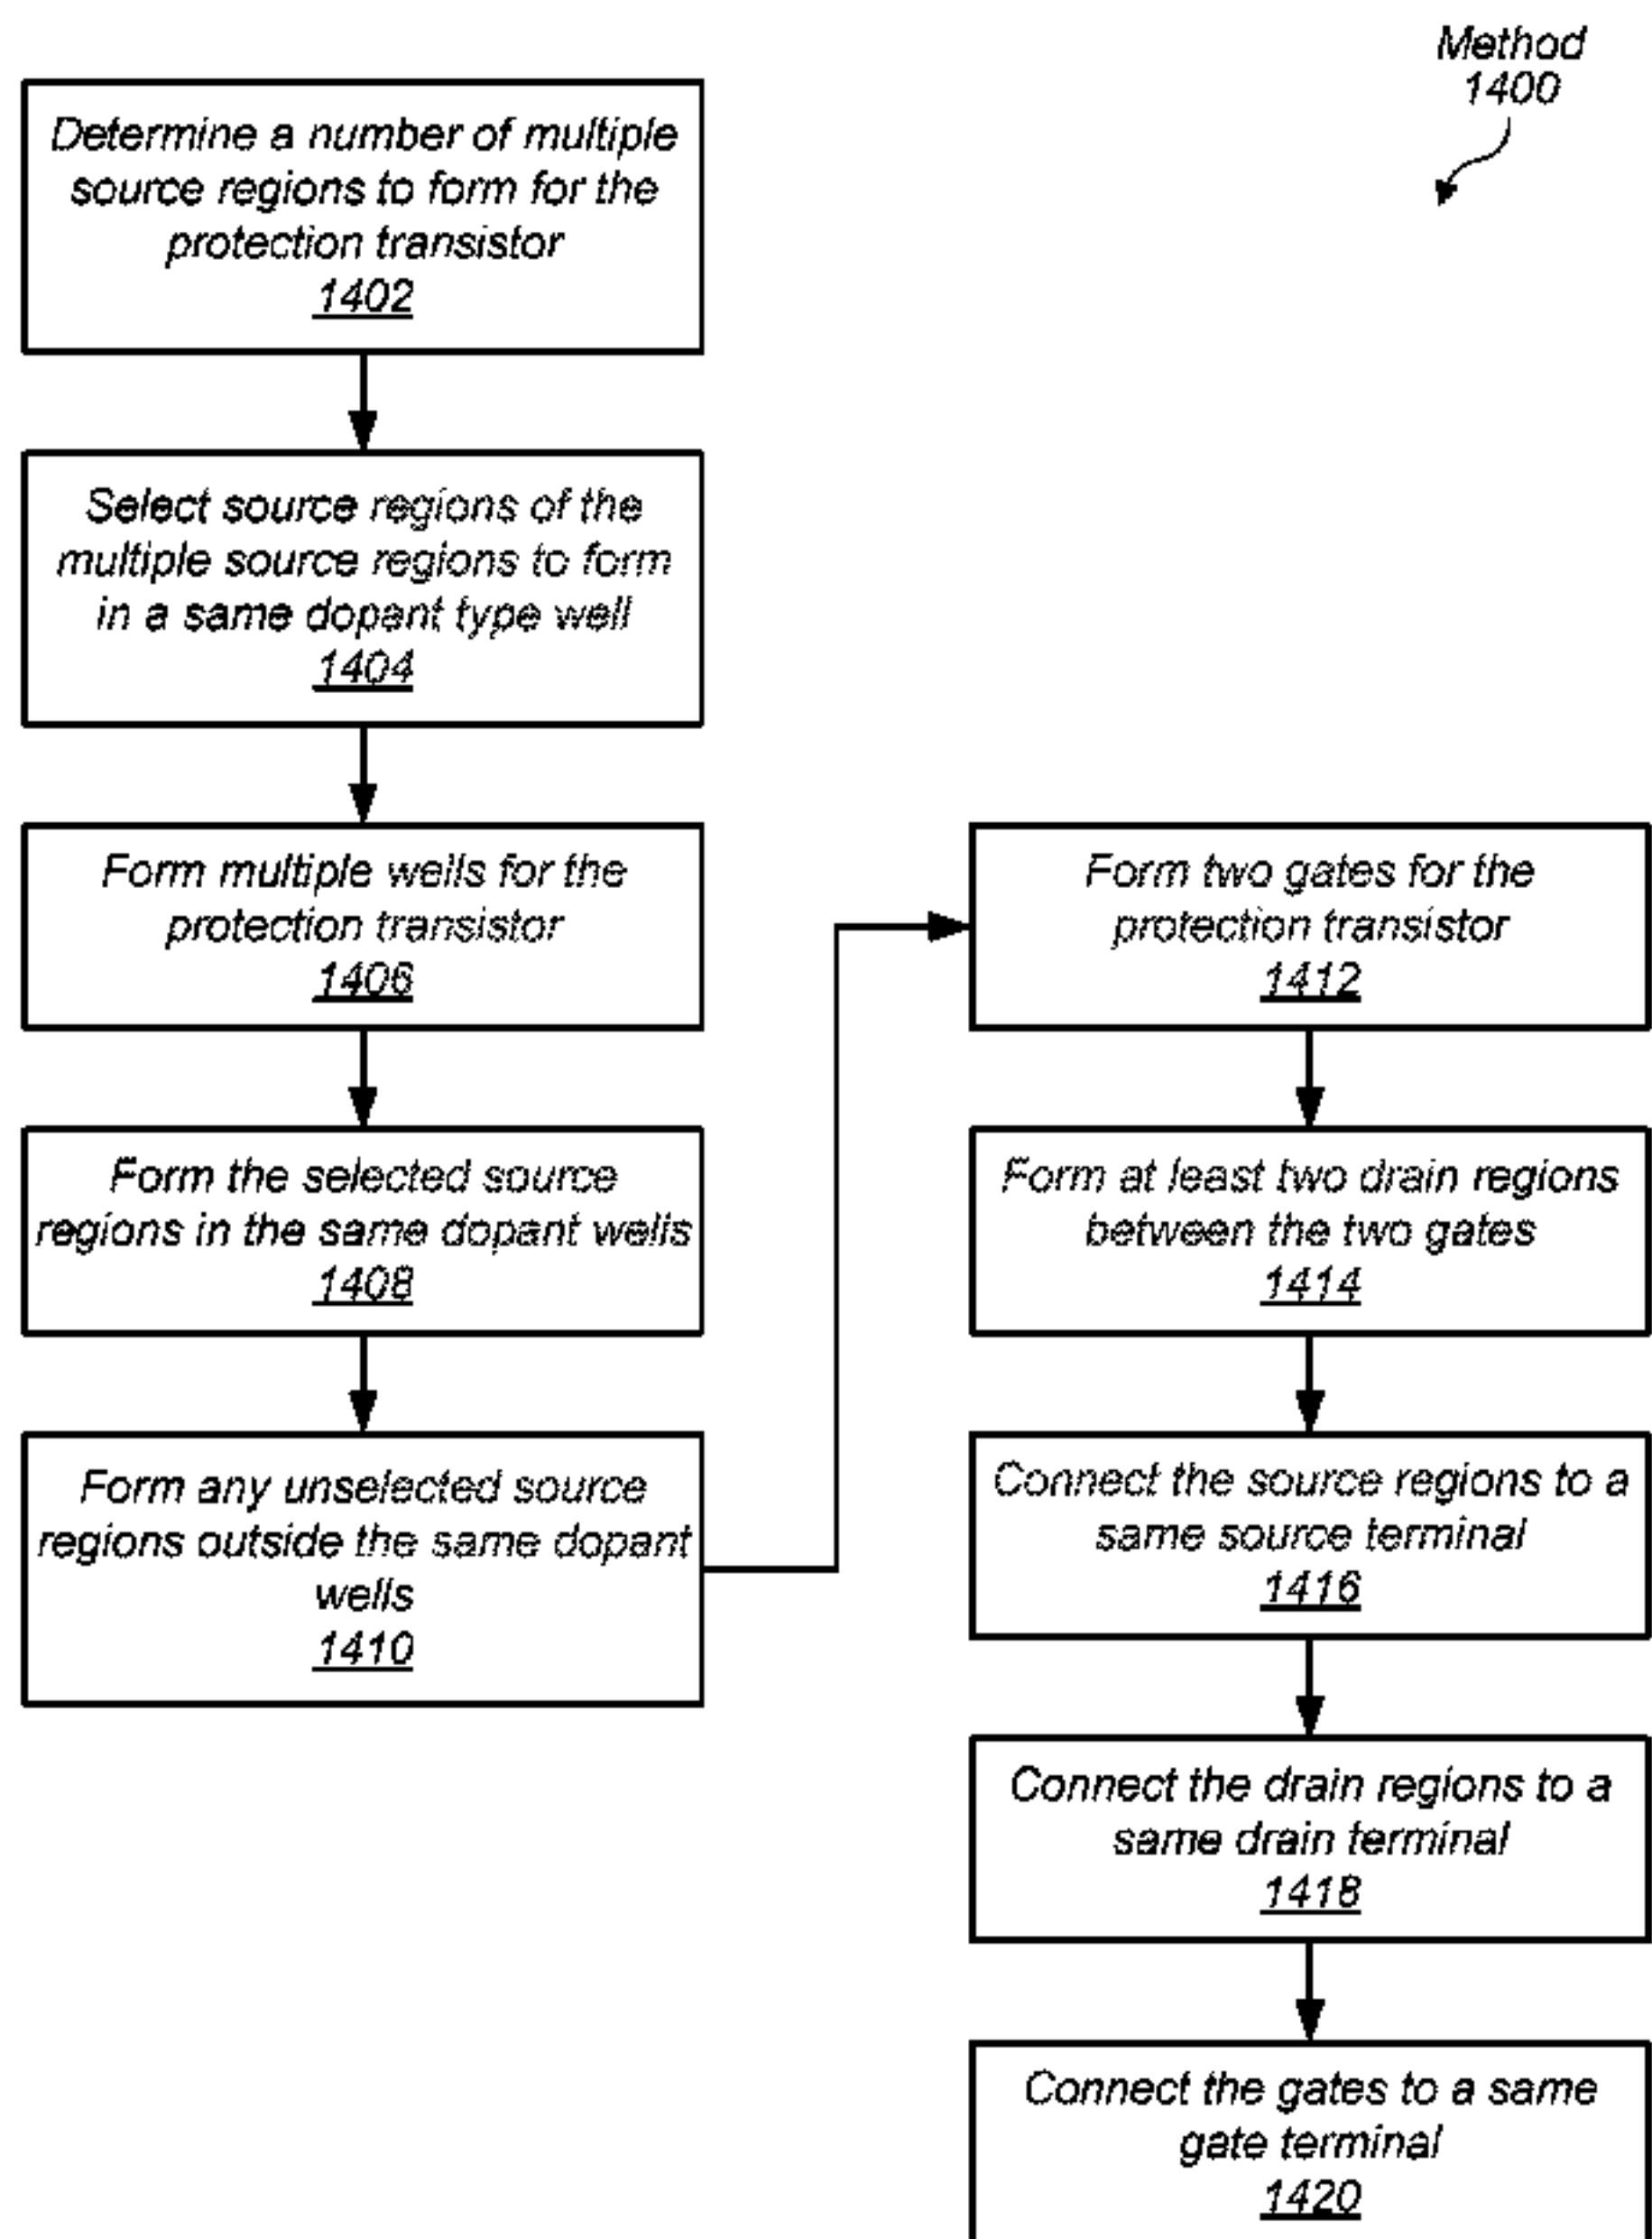 Method
1400
Determine a number of multiple
source regions to form for the
protection transistor
1402
Select source regions of the
multiple source regions to form
in a same dopant type well
1404
Form multiple wells for the
protection transistor
1406
Form the selected source
regions in the same dopant wells
1408
Form any unselected source
regions outside the same dopant
wells
1410
Form two gates for the
protection transistor
1412
Form at least two drain regions
between the two gates
1414
Connect the source regions to a
same source terminal
1416
Connect the drain regions to a
same drain terminal
1418
Connect the gates to a same
gate terminal
1420